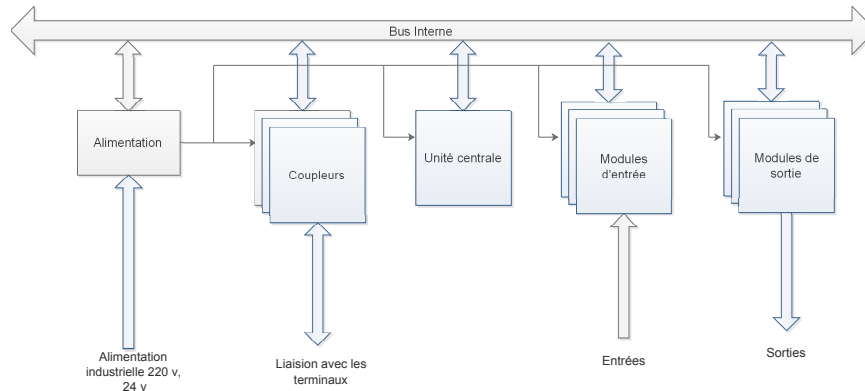 Bus Interne
Alimentation
Coupleurs
Unité centrale
Modules
d'entrée
Modules de
sortie
Alimentation
industrielle 220 v,
24 v
Liaision avec les
terminaux
Entrées
Sorties